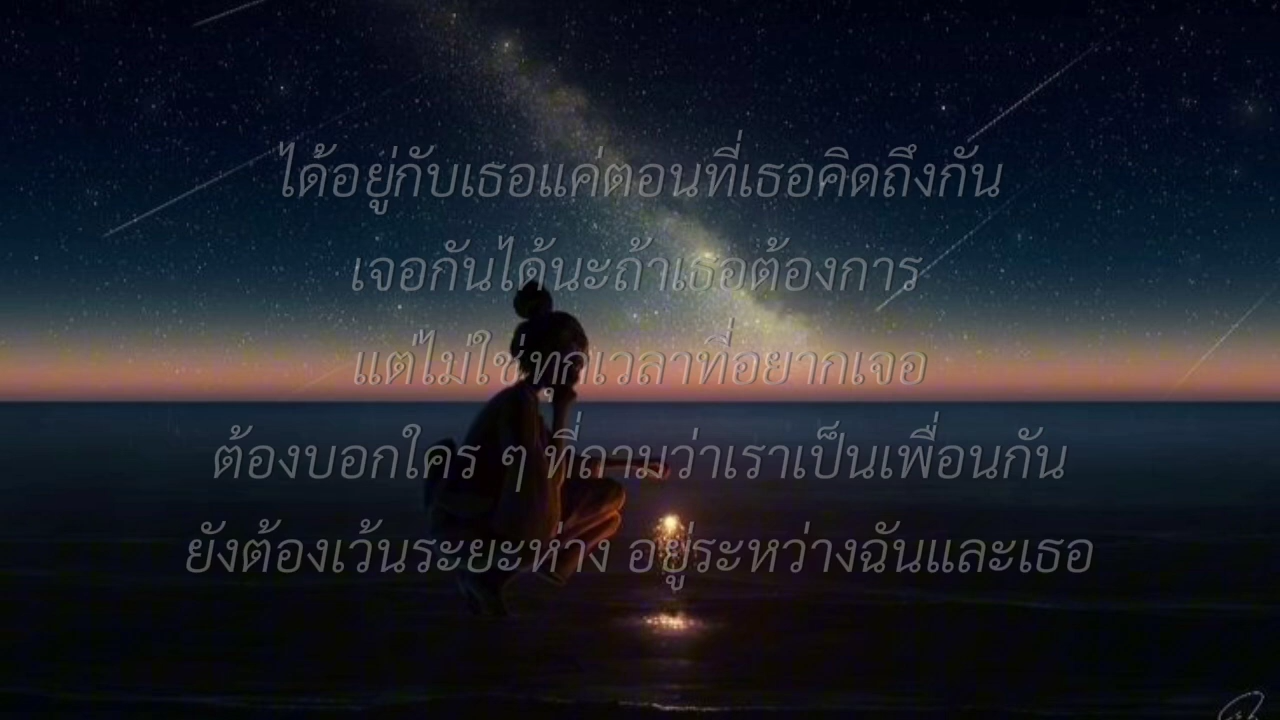 ได้อยู่กับเธอแค่ตอนที่เธอคิดถึงกัน
เจอกันได้นะถ้าเธอต้องการ
แต่ไม่ใช่ทุกเวลาที่อยากเจอ
ต้องบอกใคร ๆ ที่ถามว่าเราเป็นเพื่อนกัน
ยังต้องเว้นระยะห่าง อยู่ระหว่างฉันและเธอ